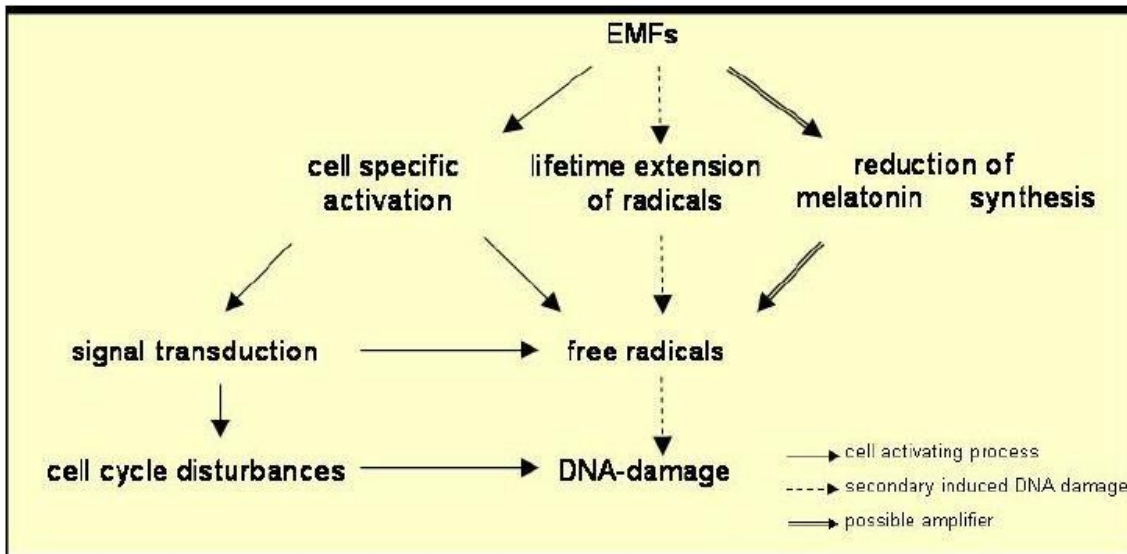 EMFs
cell specific
activation
lifetime extension
of radicals
reduction of
melatonin synthesis
signal transduction
free radicals
cell cycle disturbances
DNA-damage
cell activating process
secondary induced DNA damage
possible amplifier